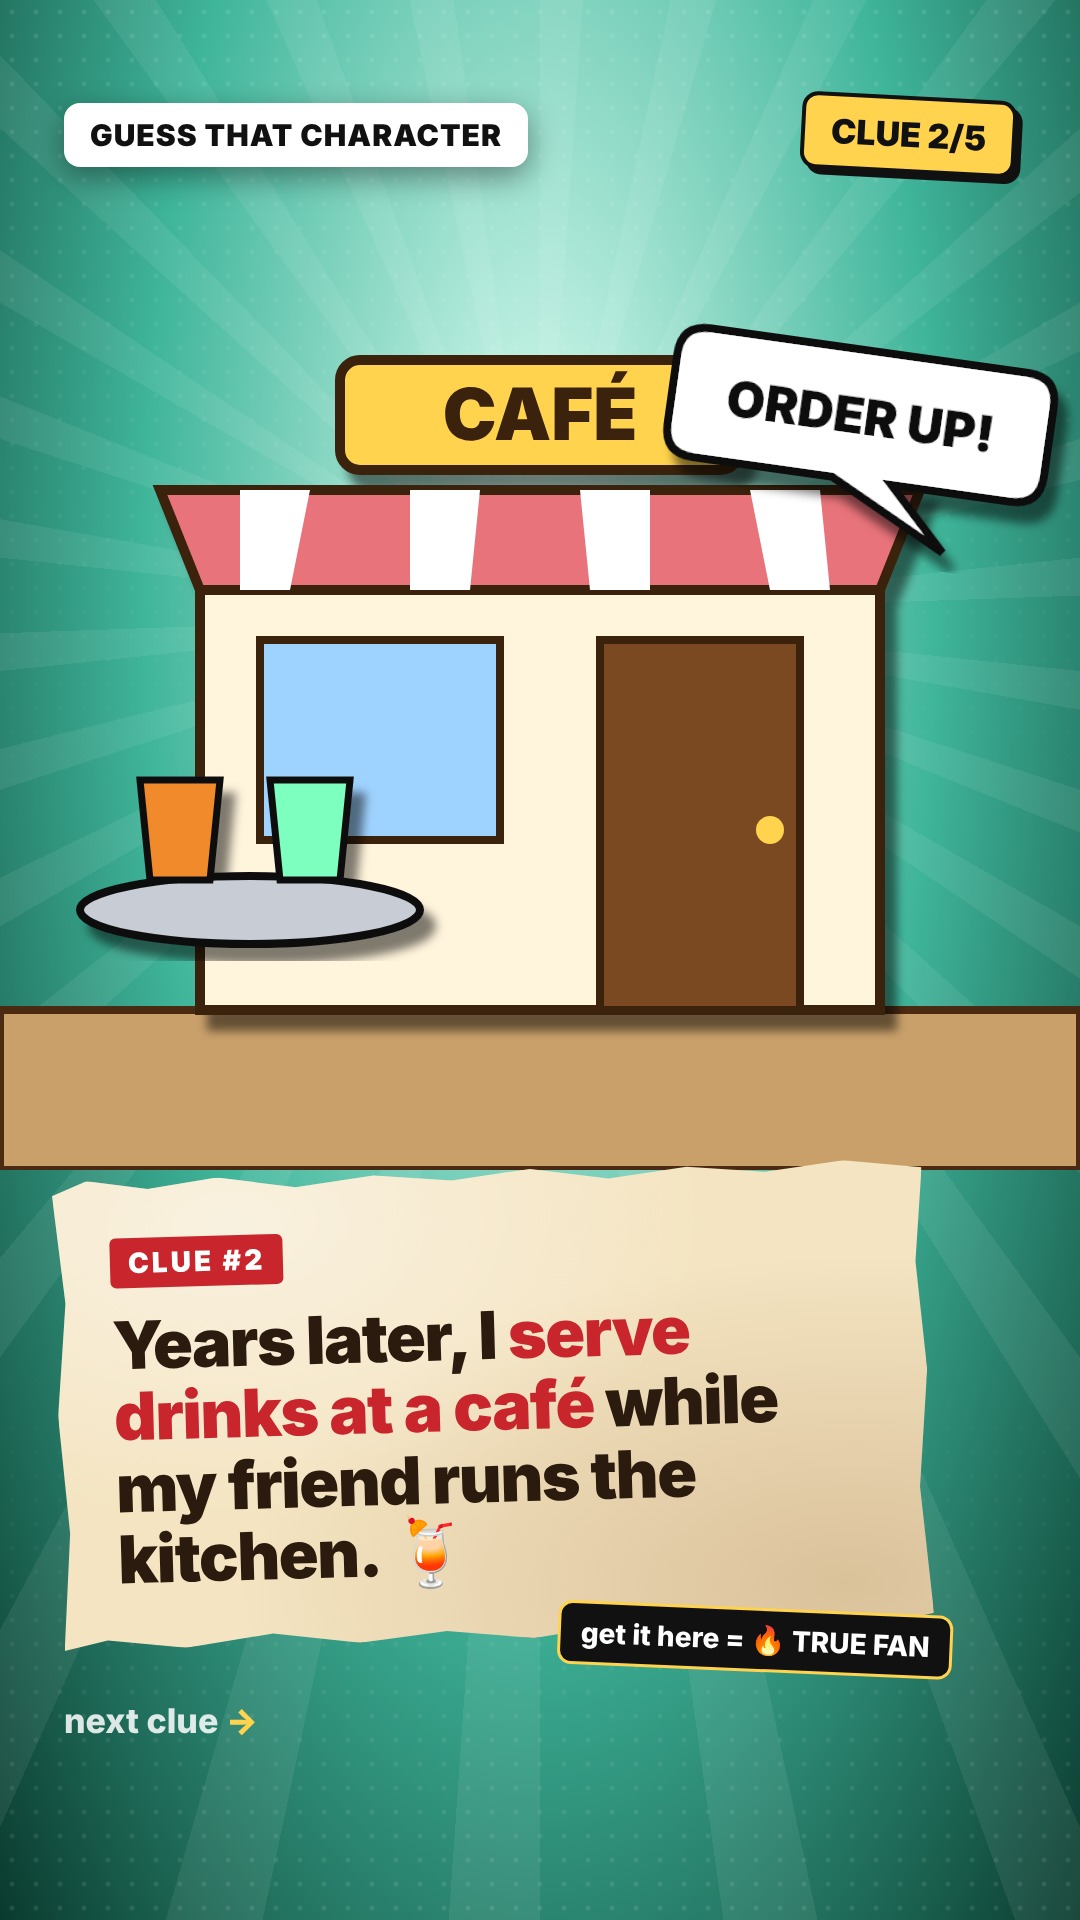 GUESS THAT CHARACTER
CLUE 2/5
CAFÉ
ORDER UP!
CLUE #2
Years later, I serve
drinks at a café while
my friend runs the
kitchen. 🍹
get it here = 🔥 TRUE FAN
next clue →